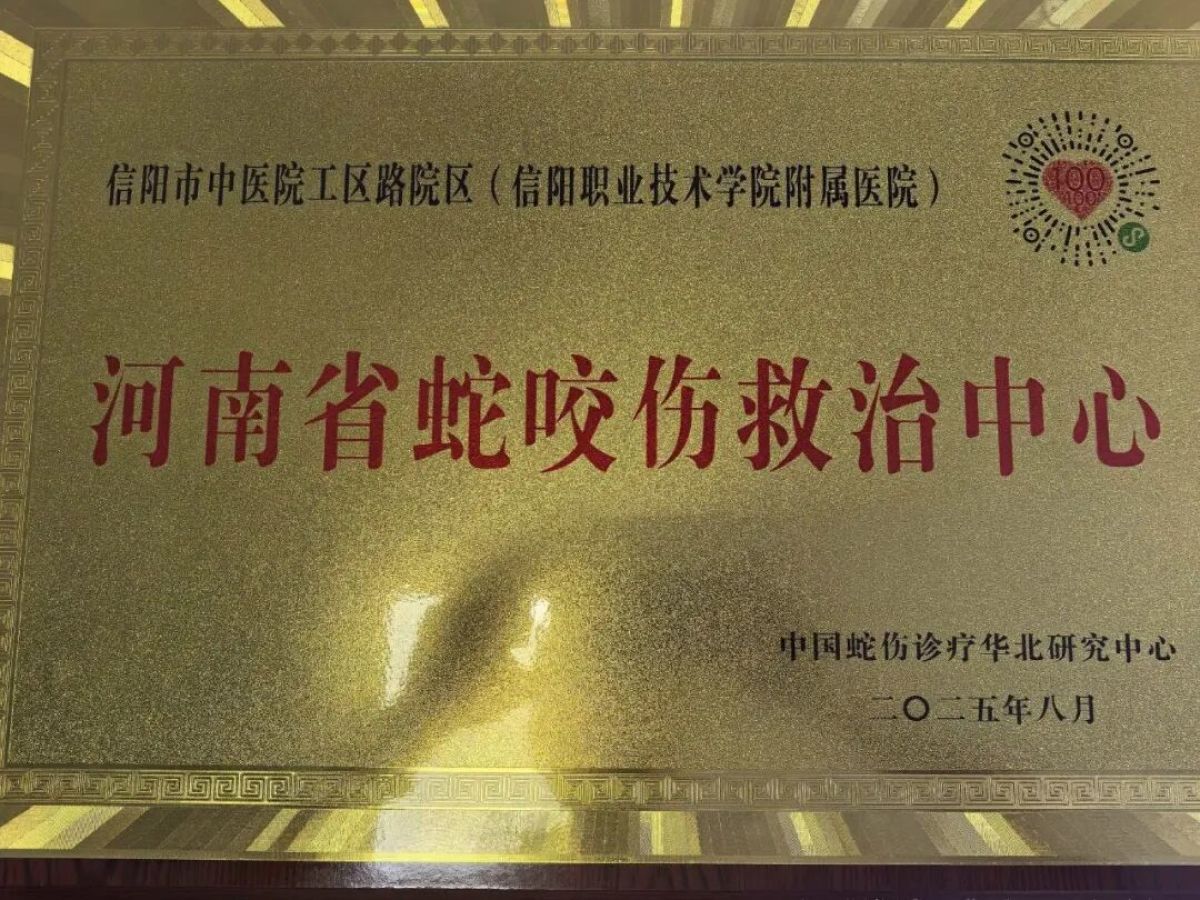 信阳市中医院工区路院区（信阳职业技术学院附属医院）
100
100
河南省蛇咬伤救治中心
中国蛇伤诊疗华北研究中心
二〇二五年八月